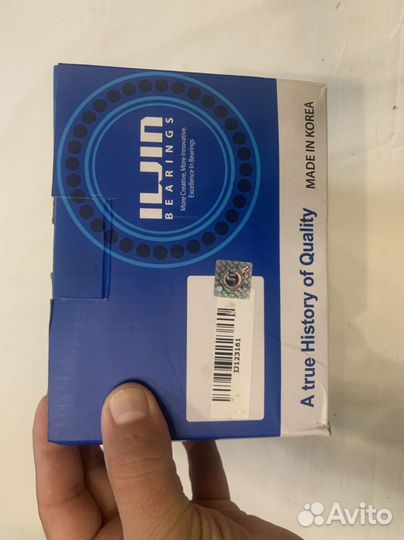 ILJIN
BEARINGS
More Creative, More Innovative,
Excellence In Bearings
IJ123161
A true History of Quality
MADE IN KOREA
Avito